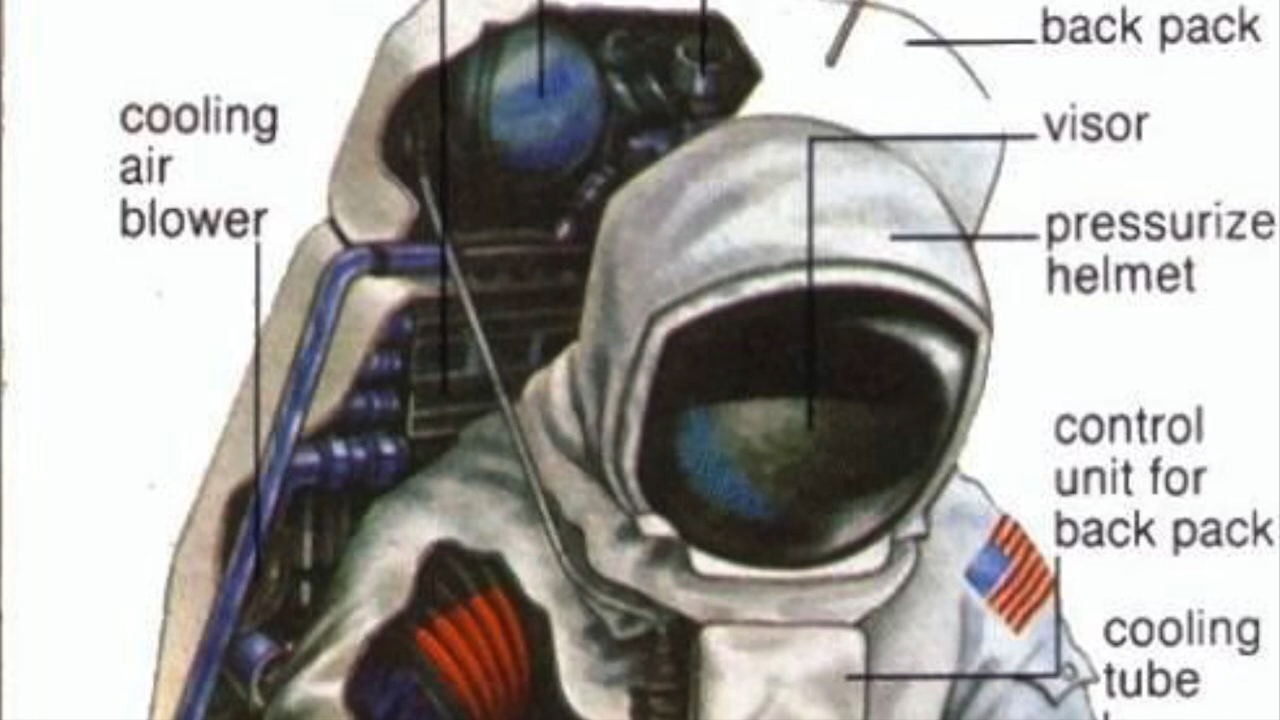 cooling
air
blower
back pack
visor
pressurize
helmet
control
unit for
back pack
cooling
tube